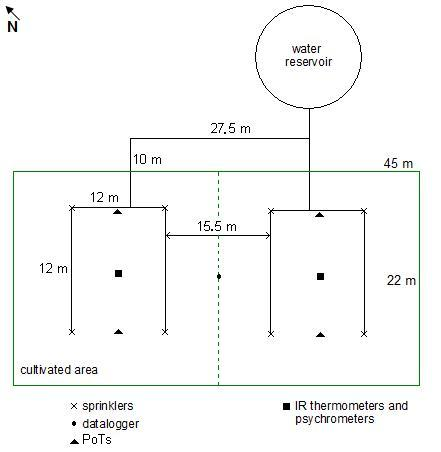 N
water
reservoir
27.5 m
10 m
45 m
12 m
15.5 m
12 m
22 m
cultivated area
sprinklers
datalogger
PoTs
IR thermometers and
psychrometers